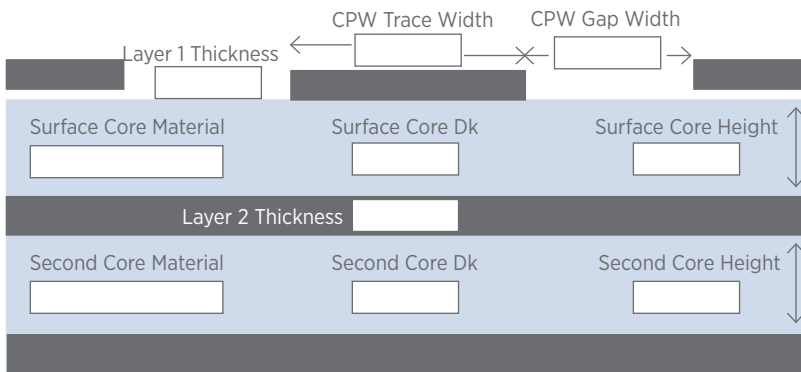 CPW Trace Width
CPW Gap Width
Layer 1 Thickness
Surface Core Material
Surface Core Dk
Surface Core Height
Layer 2 Thickness
Second Core Material
Second Core Dk
Second Core Height